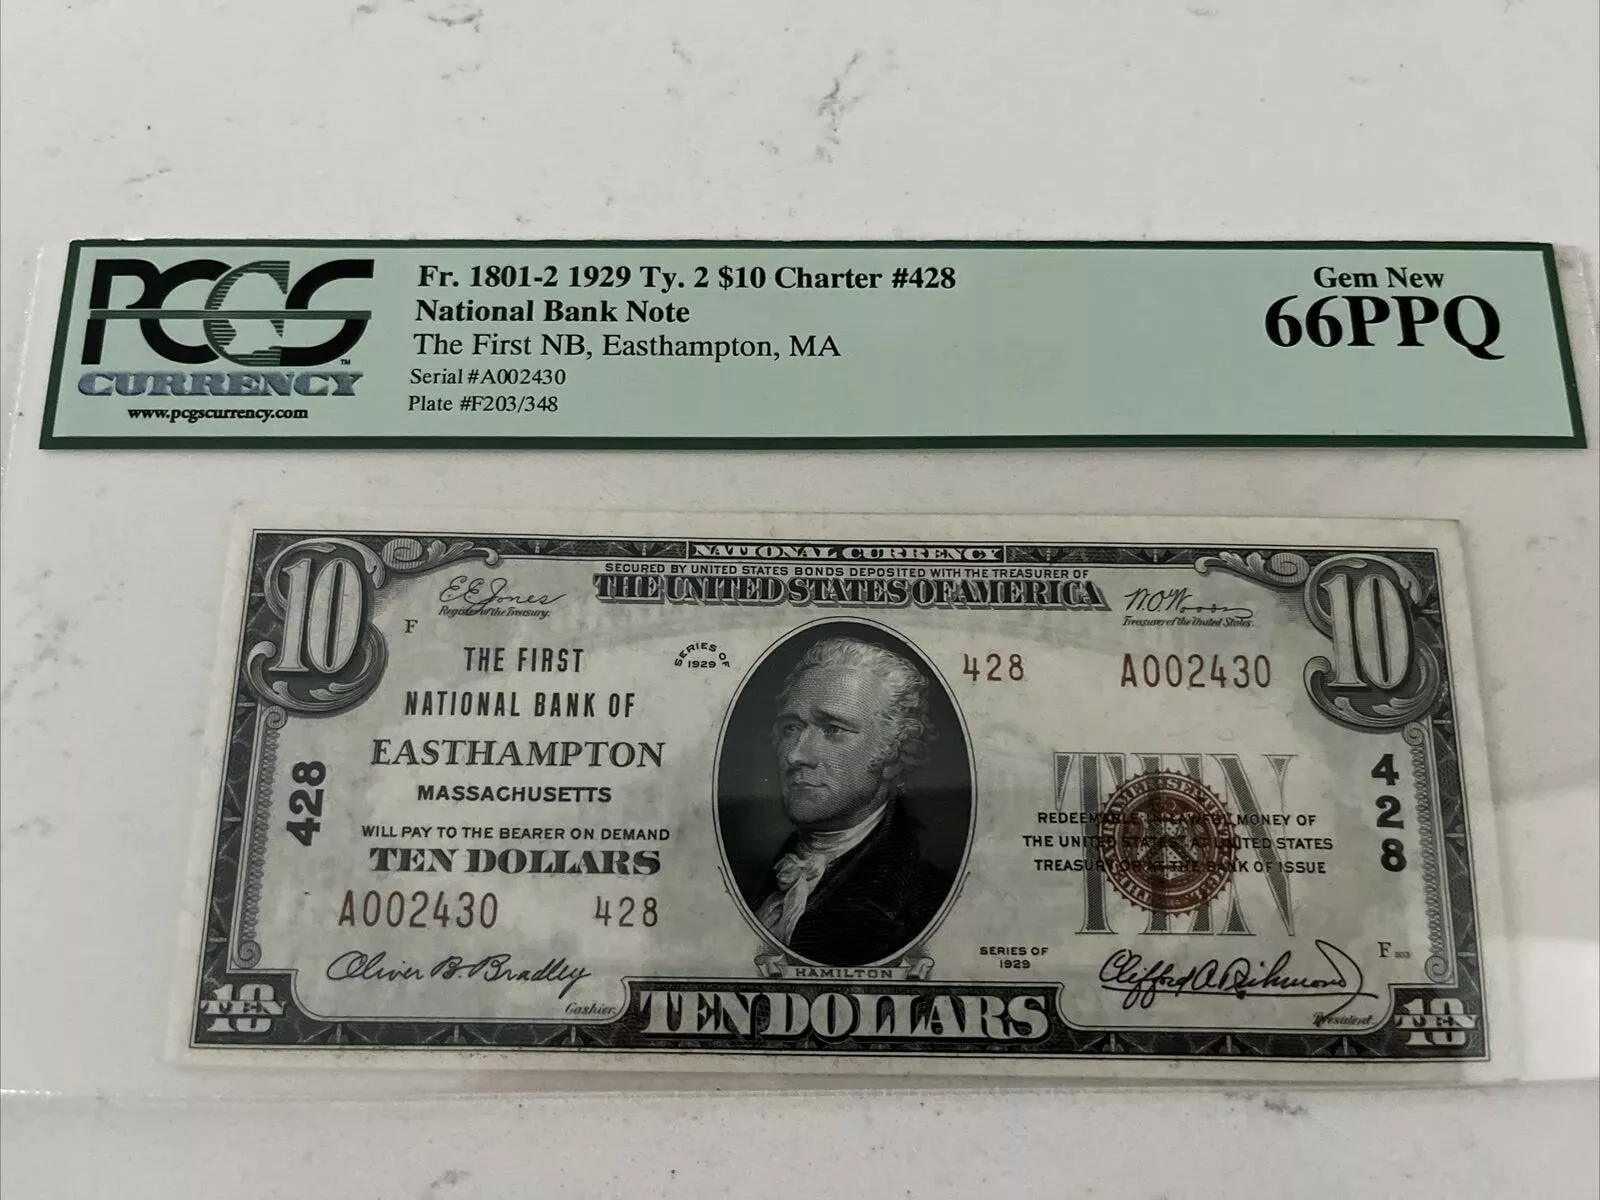 PCGS
CURRENCY
www.pcgscurrency.com
Fr. 1801-2 1929 Ty. 2 $10 Charter #428
National Bank Note
The First NB, Easthampton, MA
Serial #A002430
Plate #F203/348
Gem New
66PPQ
NATIONAL CURRENCY
SECURED BY UNITED STATES BONDS DEPOSITED WITH THE TREASURER OF
THE UNITED STATES OF AMERICA
10
10
E.E. Jones
Register of the Treasury.
W.O. Woods
Treasurer of the United States.
F
THE FIRST
NATIONAL BANK OF
EASTHAMPTON
MASSACHUSETTS
WILL PAY TO THE BEARER ON DEMAND
TEN DOLLARS
A002430 428
428
SERIES OF
1929
428 A002430
TEN
REDEEMABLE IN LAWFUL MONEY OF
THE UNITED STATES AT UNITED STATES
TREASURY OR AT THE BANK OF ISSUE
428
Oliver B. Bradley
Cashier.
HAMILTON
SERIES OF
1929
Clifford A. Richmond
President.
F 203
10
TEN
TEN DOLLARS
10
TEN